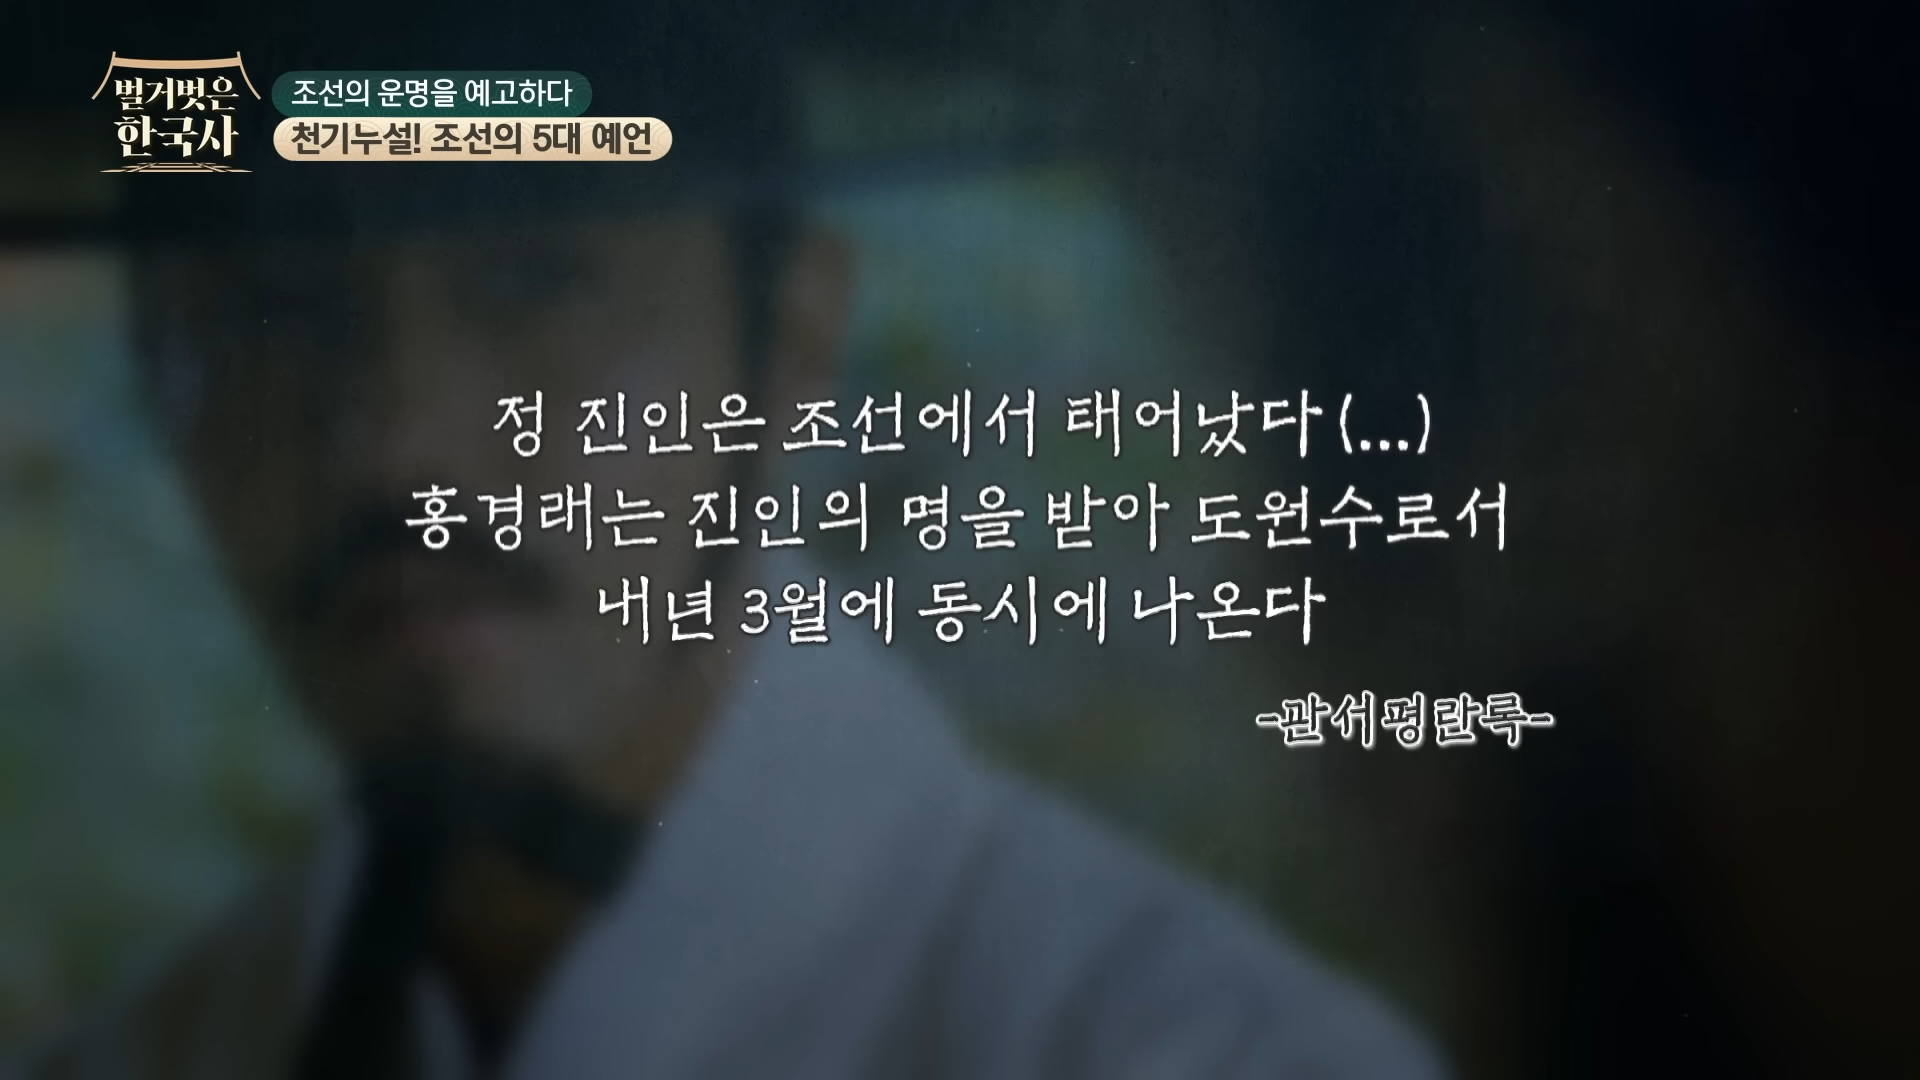 벌거벗은
한국사
조선의 운명을 예고하다
천기누설! 조선의 5대 예언
정 진인은 조선에서 태어났다(...)
홍경래는 진인의 명을 받아 도원수로서
내년 3월에 동시에 나온다
-관서평란록-